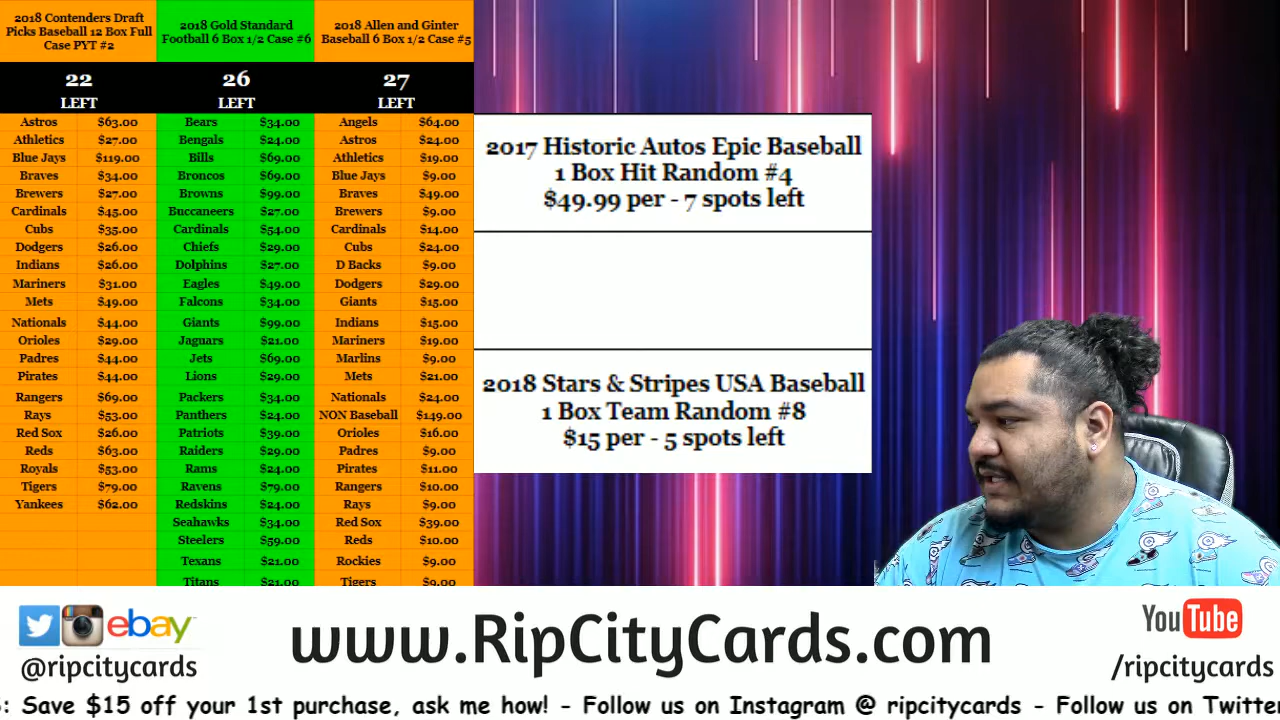 2018 Contenders Draft
Picks Baseball 12 Box Full
Case PYT #2
22
LEFT
Astros $63.00
Athletics $27.00
Blue Jays $119.00
Braves $34.00
Brewers $27.00
Cardinals $45.00
Cubs $35.00
Dodgers $26.00
Indians $26.00
Mariners $31.00
Mets $49.00
Nationals $44.00
Orioles $29.00
Padres $44.00
Pirates $44.00
Rangers $69.00
Rays $53.00
Red Sox $26.00
Reds $63.00
Royals $53.00
Tigers $79.00
Yankees $62.00
2018 Gold Standard
Football 6 Box 1/2 Case #6
26
LEFT
Bears $34.00
Bengals $24.00
Bills $69.00
Broncos $69.00
Browns $99.00
Buccaneers $27.00
Cardinals $54.00
Chiefs $29.00
Dolphins $27.00
Eagles $49.00
Falcons $34.00
Giants $99.00
Jaguars $21.00
Jets $69.00
Lions $29.00
Packers $34.00
Panthers $24.00
Patriots $39.00
Raiders $29.00
Rams $24.00
Ravens $79.00
Redskins $24.00
Seahawks $34.00
Steelers $59.00
Texans $21.00
Titans $21.00
2018 Allen and Ginter
Baseball 6 Box 1/2 Case #5
27
LEFT
Angels $64.00
Astros $24.00
Athletics $19.00
Blue Jays $9.00
Braves $49.00
Brewers $9.00
Cardinals $14.00
Cubs $24.00
D Backs $9.00
Dodgers $29.00
Giants $15.00
Indians $15.00
Mariners $19.00
Marlins $9.00
Mets $21.00
Nationals $24.00
NON Baseball $149.00
Orioles $16.00
Padres $9.00
Pirates $11.00
Rangers $10.00
Rays $9.00
Red Sox $39.00
Reds $10.00
Rockies $9.00
Tigers $9.00
2017 Historic Autos Epic Baseball
1 Box Hit Random #4
$49.99 per - 7 spots left
2018 Stars & Stripes USA Baseball
1 Box Team Random #8
$15 per - 5 spots left
ebay
@ripcitycards
www.RipCityCards.com
YouTube
/ripcitycards
: Save $15 off your 1st purchase, ask me how! - Follow us on Instagram @ ripcitycards - Follow us on Twitter